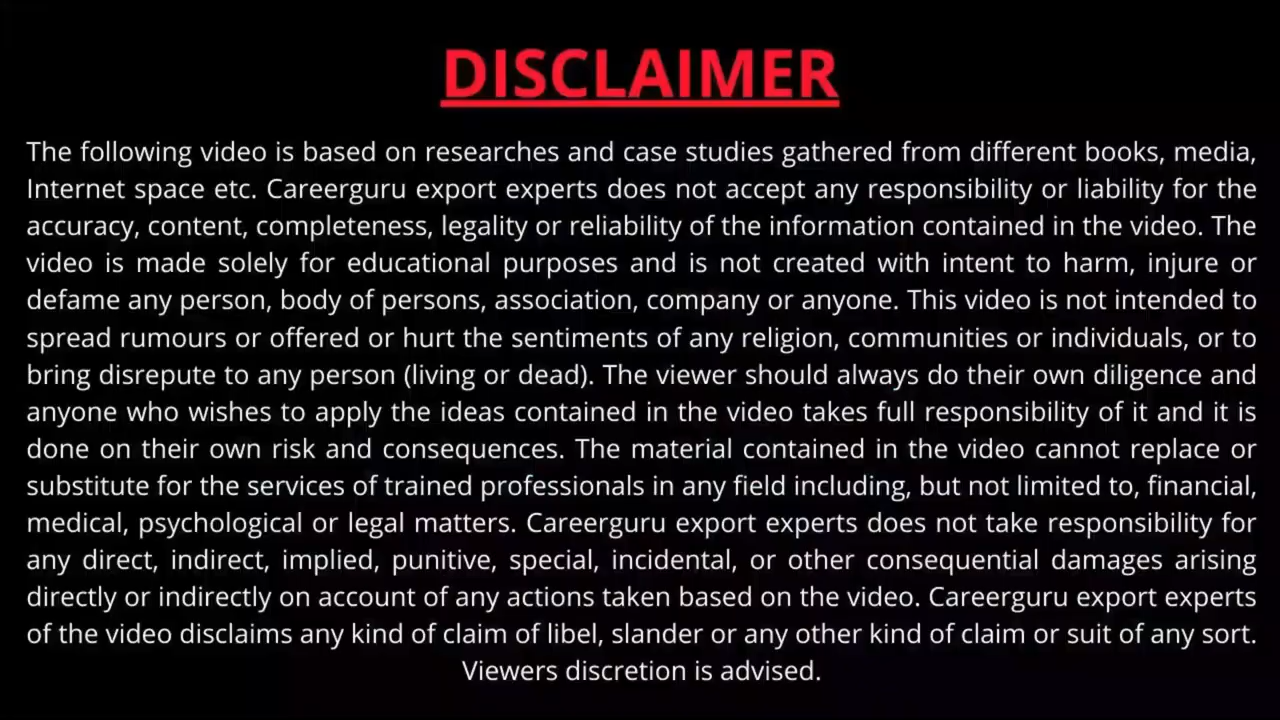 DISCLAIMER
The following video is based on researches and case studies gathered from different books, media,
Internet space etc. Careerguru export experts does not accept any responsibility or liability for the
accuracy, content, completeness, legality or reliability of the information contained in the video. The
video is made solely for educational purposes and is not created with intent to harm, injure or
defame any person, body of persons, association, company or anyone. This video is not intended to
spread rumours or offered or hurt the sentiments of any religion, communities or individuals, or to
bring disrepute to any person (living or dead). The viewer should always do their own diligence and
anyone who wishes to apply the ideas contained in the video takes full responsibility of it and it is
done on their own risk and consequences. The material contained in the video cannot replace or
substitute for the services of trained professionals in any field including, but not limited to, financial,
medical, psychological or legal matters. Careerguru export experts does not take responsibility for
any direct, indirect, implied, punitive, special, incidental, or other consequential damages arising
directly or indirectly on account of any actions taken based on the video. Careerguru export experts
of the video disclaims any kind of claim of libel, slander or any other kind of claim or suit of any sort.
Viewers discretion is advised.